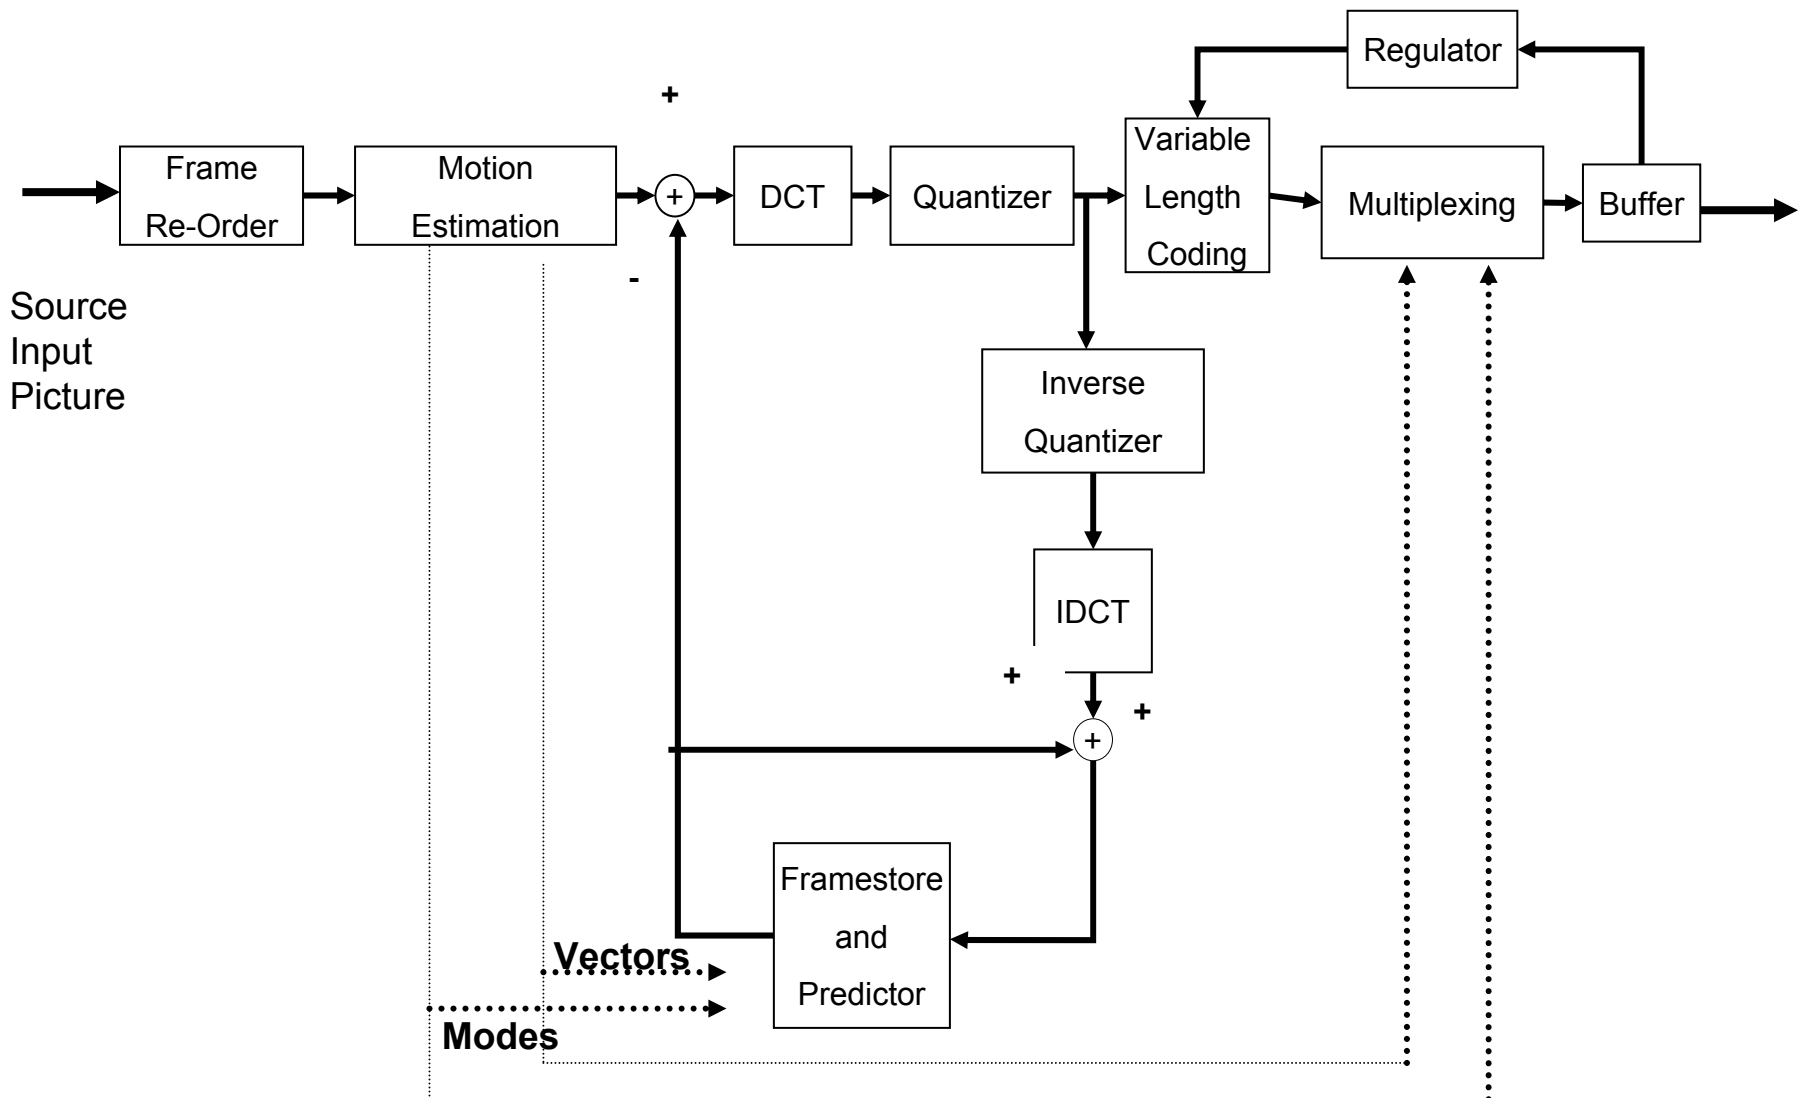 Regulator
+
Frame
Re-Order
Motion
Estimation
+
DCT
Quantizer
Variable
Length
Coding
Multiplexing
Buffer
-
Source
Input
Picture
Inverse
Quantizer
IDCT
+
+
+
Framestore
and
Predictor
Vectors
Modes